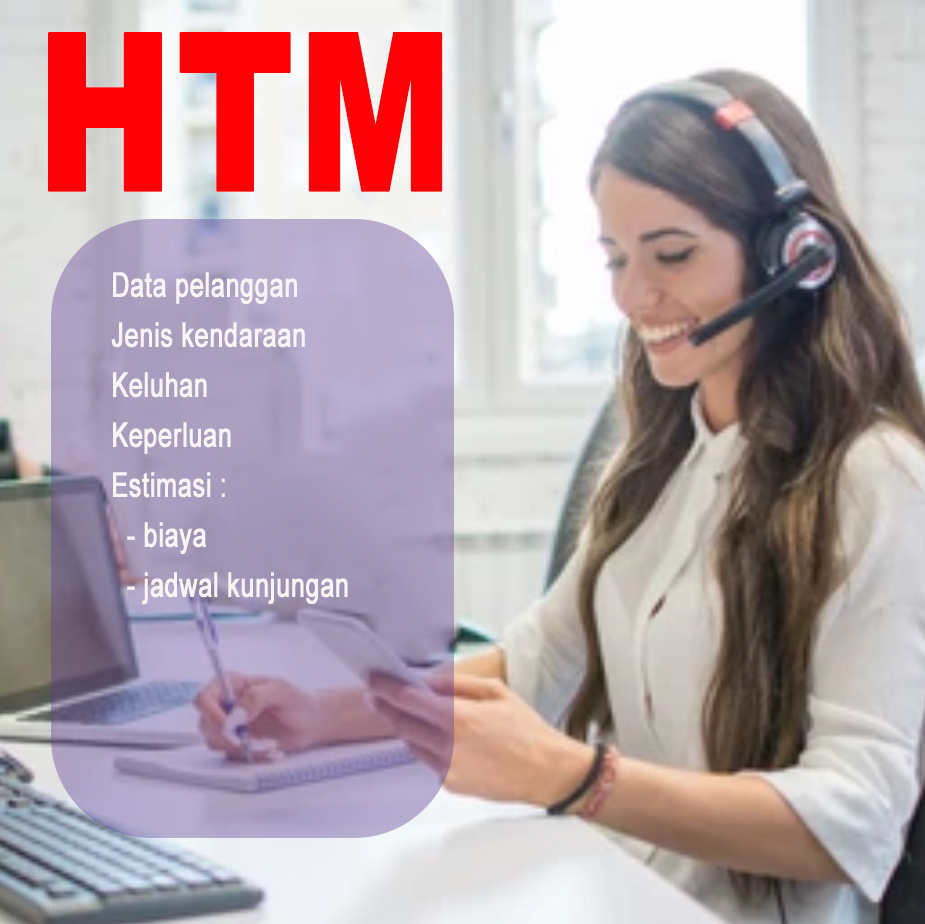 HTM
Data pelanggan
Jenis kendaraan
Keluhan
Keperluan
Estimasi :
- biaya
- jadwal kunjungan